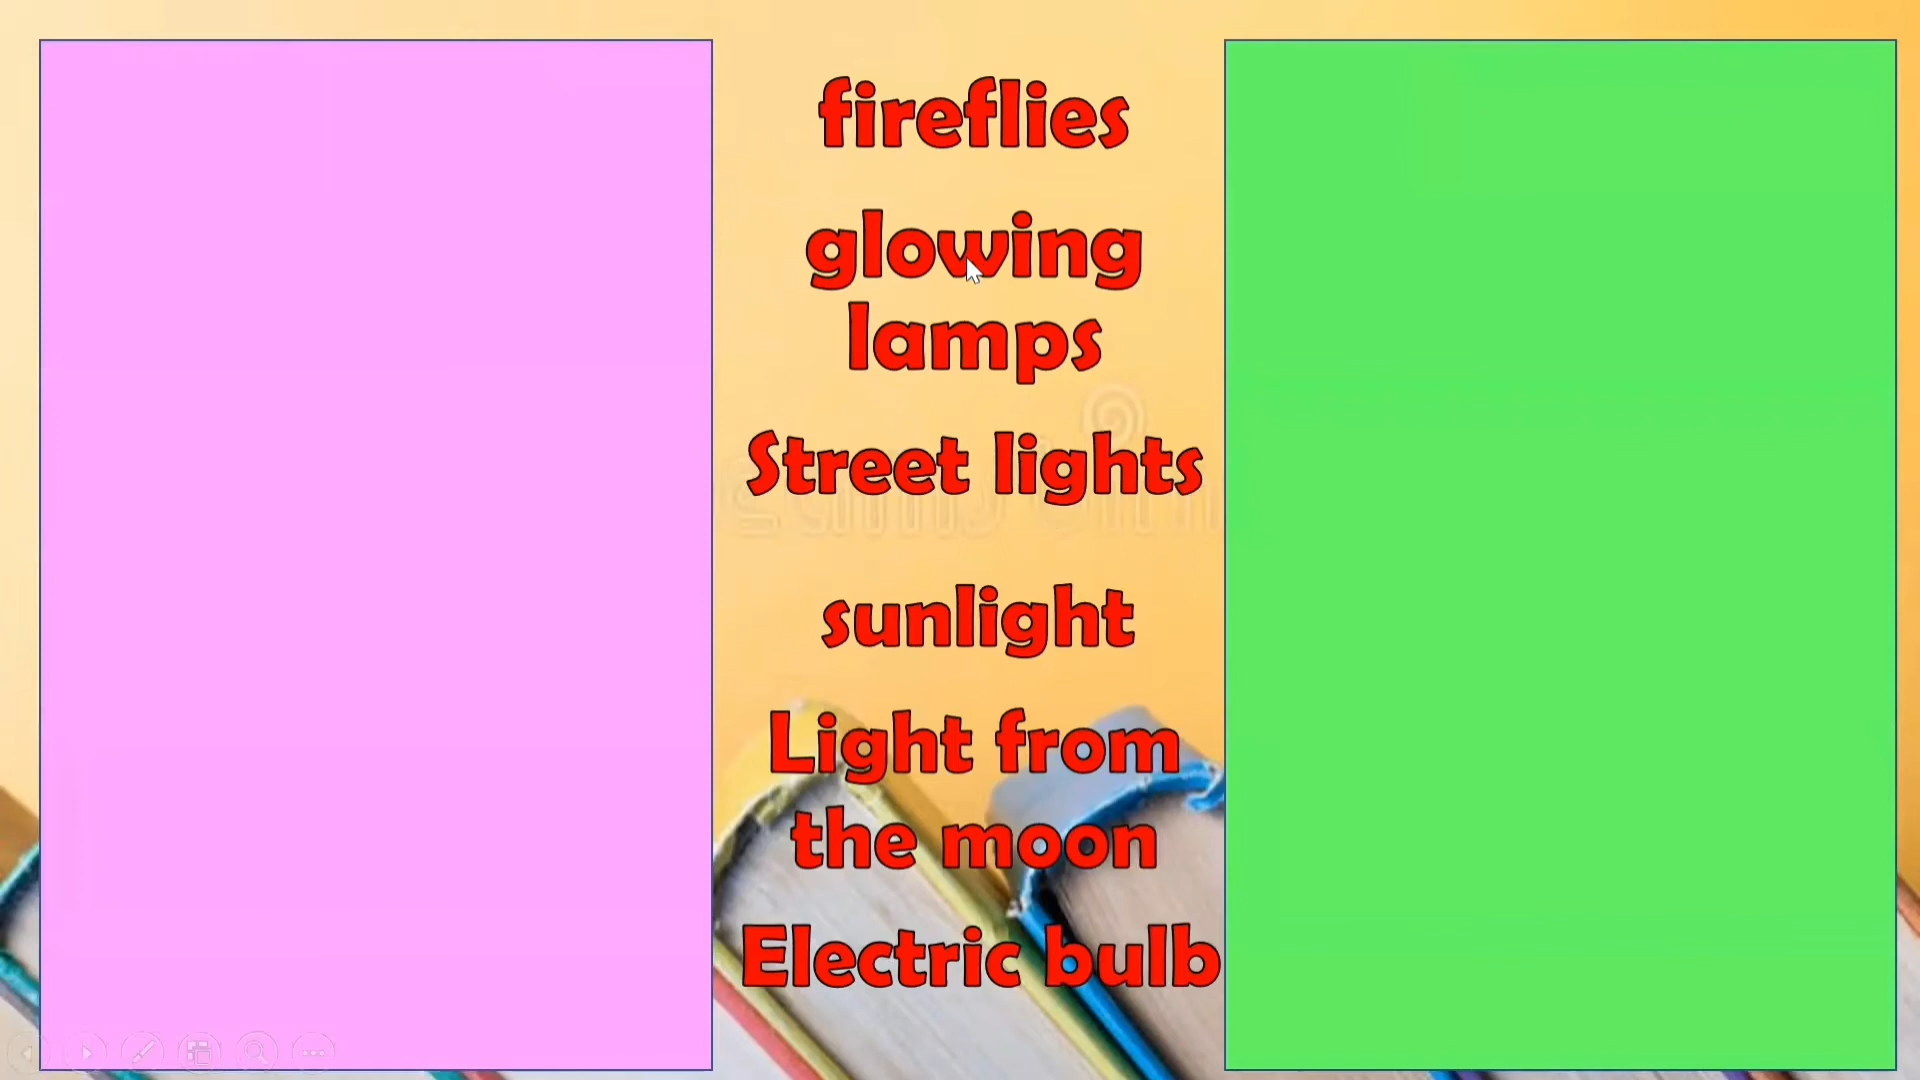 fireflies
glowing
lamps
Street lights
sunlight
Light from
the moon
Electric bulb